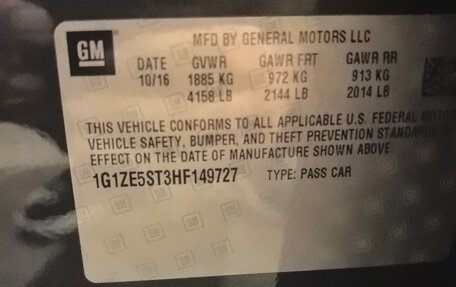 GM
MFD BY GENERAL MOTORS LLC
DATE GVWR GAWR FRT GAWR RR
10/16 1885 KG 972 KG 913 KG
4158 LB 2144 LB 2014 LB
THIS VEHICLE CONFORMS TO ALL APPLICABLE U.S. FEDERAL MOTOR
VEHICLE SAFETY, BUMPER, AND THEFT PREVENTION STANDARDS
EFFECT ON THE DATE OF MANUFACTURE SHOWN ABOVE.
1G1ZE5ST3HF149727 TYPE: PASS CAR